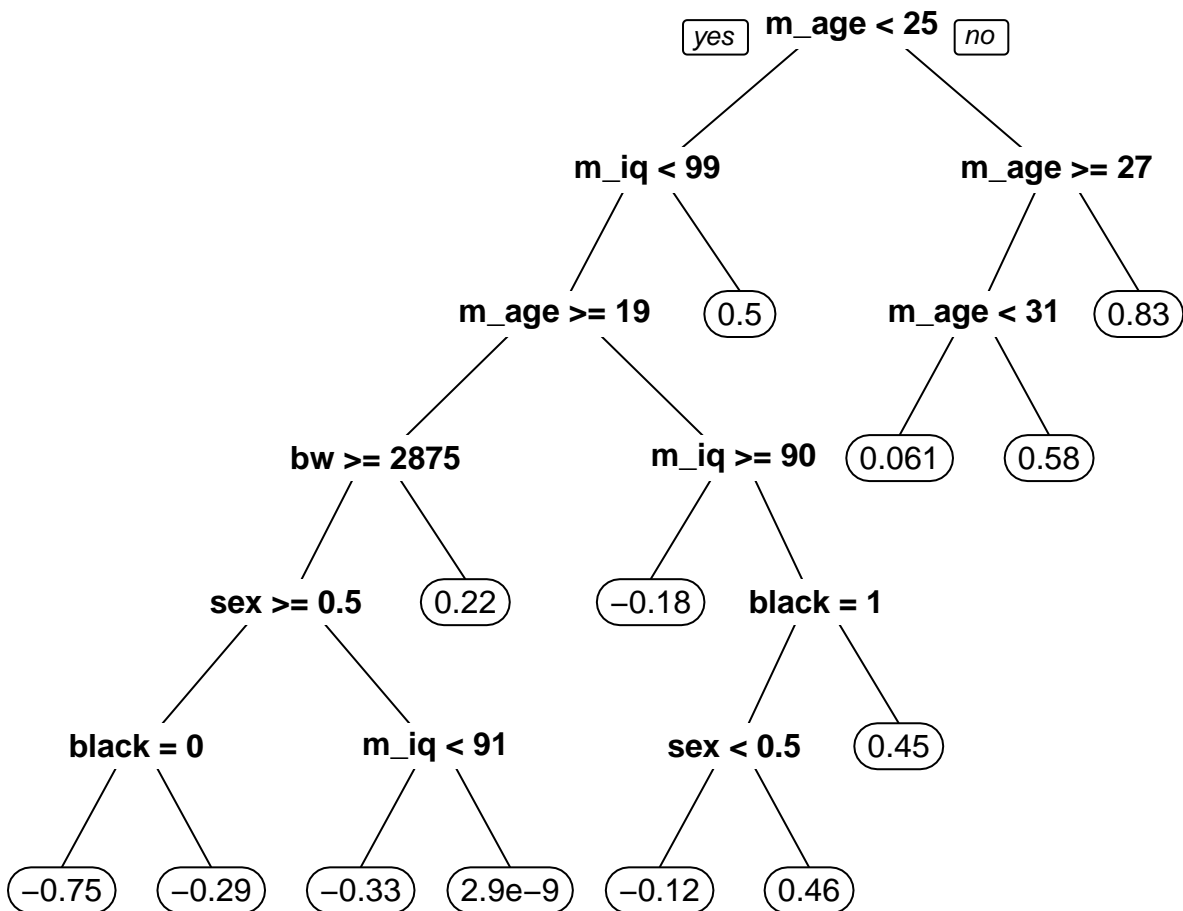 yes m_age < 25 no
m_iq < 99 m_age >= 27
m_age >= 19 0.5 m_age < 31 0.83
bw >= 2875 m_iq >= 90 0.061 0.58
sex >= 0.5 0.22 −0.18 black = 1
black = 0 m_iq < 91 sex < 0.5 0.45
−0.75 −0.29 −0.33 2.9e−9 −0.12 0.46